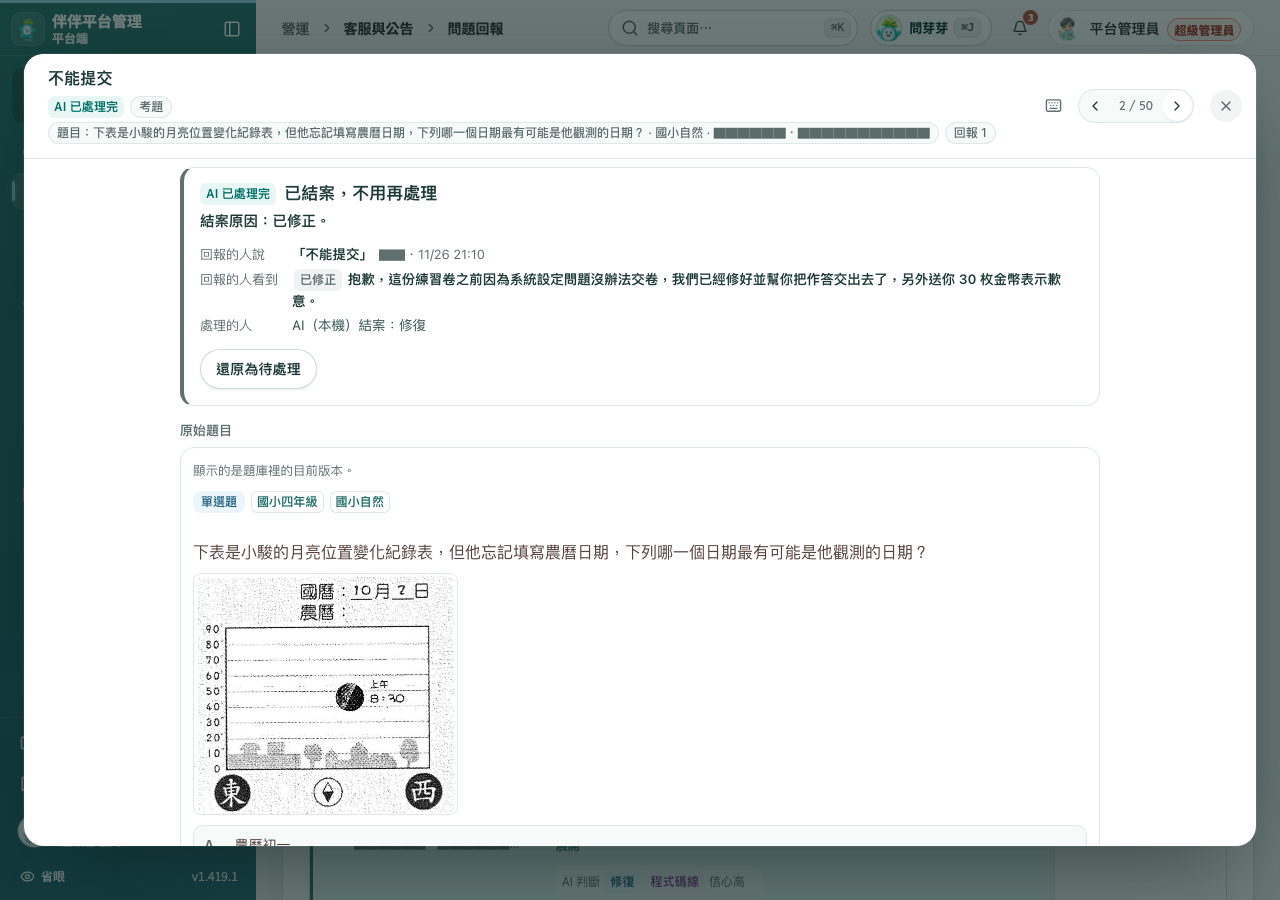 伴伴平台管理
平台端
營運 > 客服與公告 > 問題回報
搜尋頁面… ⌘K
問芽芽 ⌘J
3
平台管理員 超級管理員
不能提交
AI 已處理完 考題
2 / 50
題目：下表是小駿的月亮位置變化紀錄表，但他忘記填寫農曆日期，下列哪一個日期最有可能是他觀測的日期？ · 國小自然 ·
回報 1
AI 已處理完 已結案，不用再處理
結案原因：已修正。
回報的人說 「不能提交」 · 11/26 21:10
回報的人看到 已修正 抱歉，這份練習卷之前因為系統設定問題沒辦法交卷，我們已經修好並幫你把作答交出去了，另外送你 30 枚金幣表示歉
意。
處理的人 AI（本機）結案：修復
還原為待處理
原始題目
顯示的是題庫裡的目前版本。
單選題 國小四年級 國小自然
下表是小駿的月亮位置變化紀錄表，但他忘記填寫農曆日期，下列哪一個日期最有可能是他觀測的日期？
國曆：10月?日
農曆：
90°
80°
70°
60°
50°
40°
30°
20°
10°
0
上午
8:30
東 西
A 農曆初一
AI 判斷 修復 程式碼線 信心高
省眼 v1.419.1